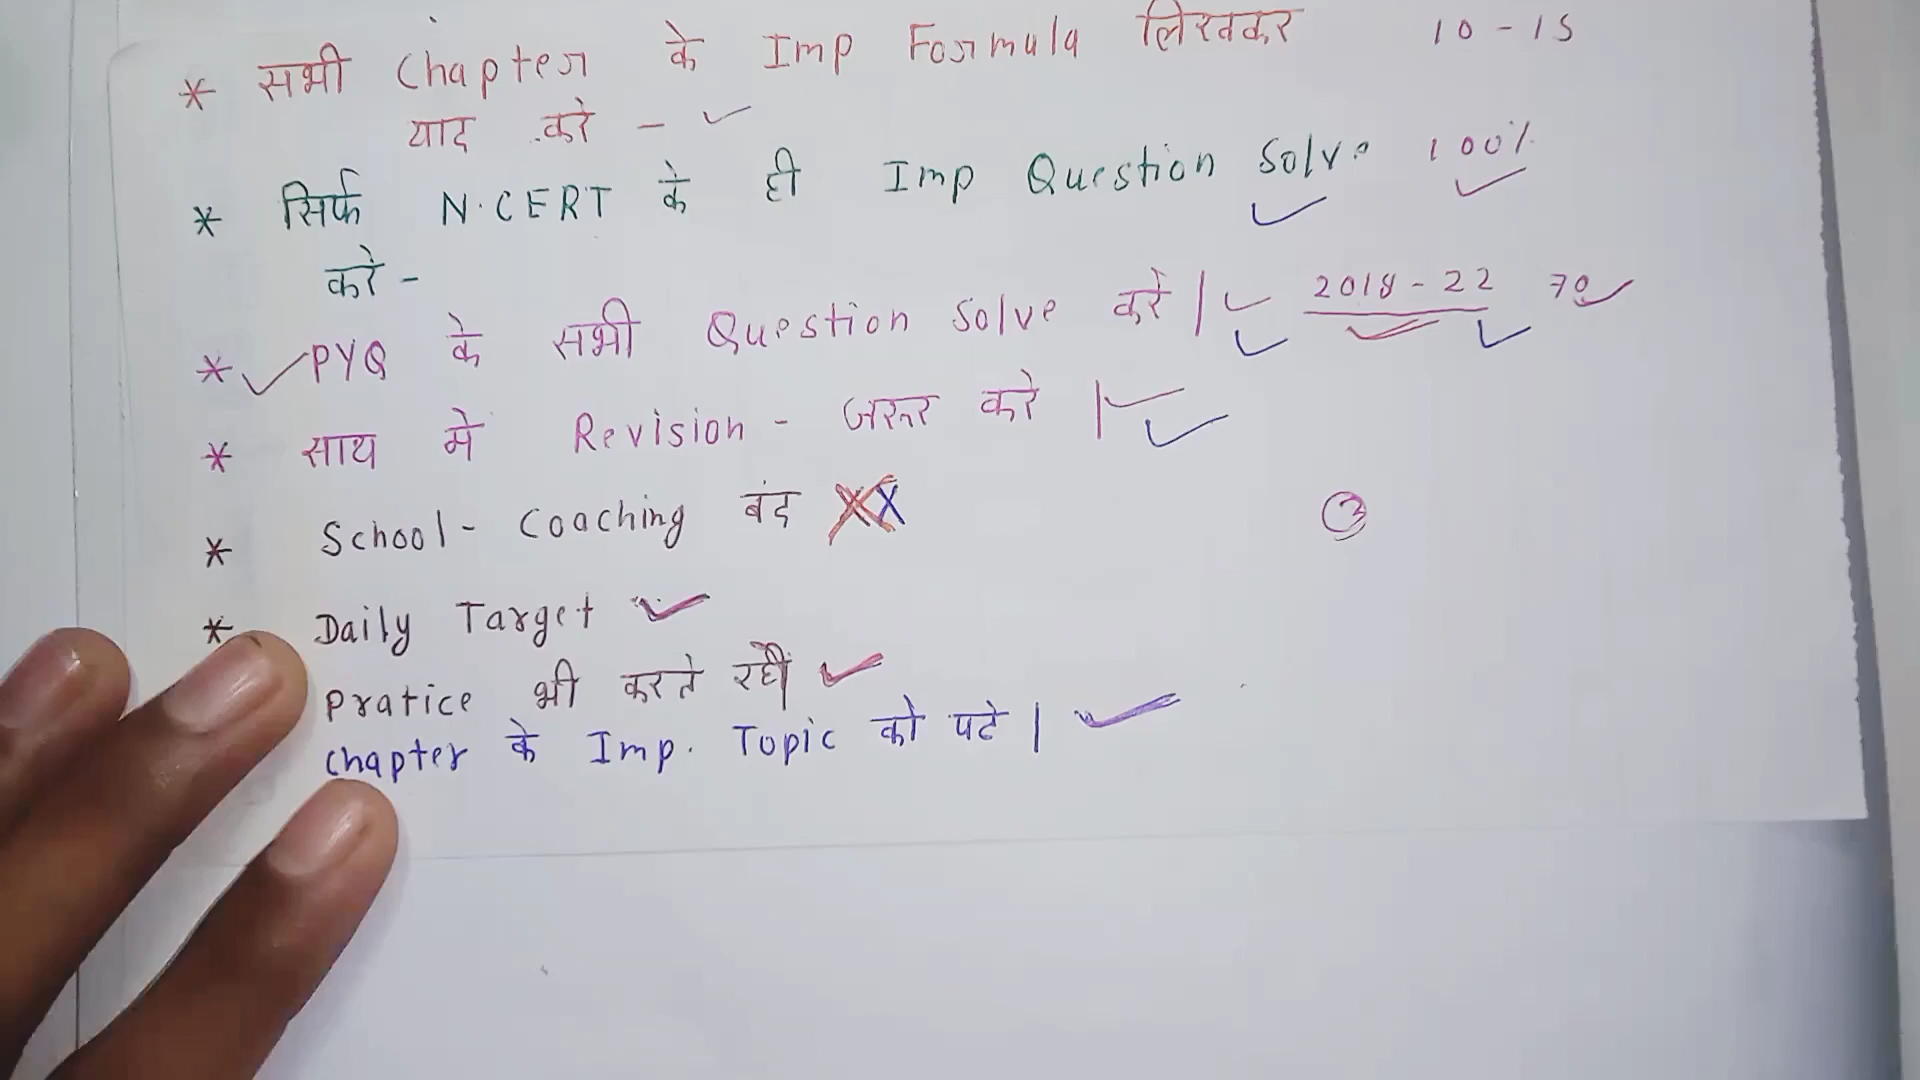 * सभी Chapter के Imp Formula लिखकर 10-15
याद करे -
* सिर्फ N.CERT के ही Imp Question Solve 100%
करे -
* PYQ के सभी Question Solve करे | 2018-22 70
* साथ मे Revision - जरुर करे |
* School - Coaching बंद XX
* Daily Target
Pratice भी करते रहें
Chapter के Imp. Topic को पढे |